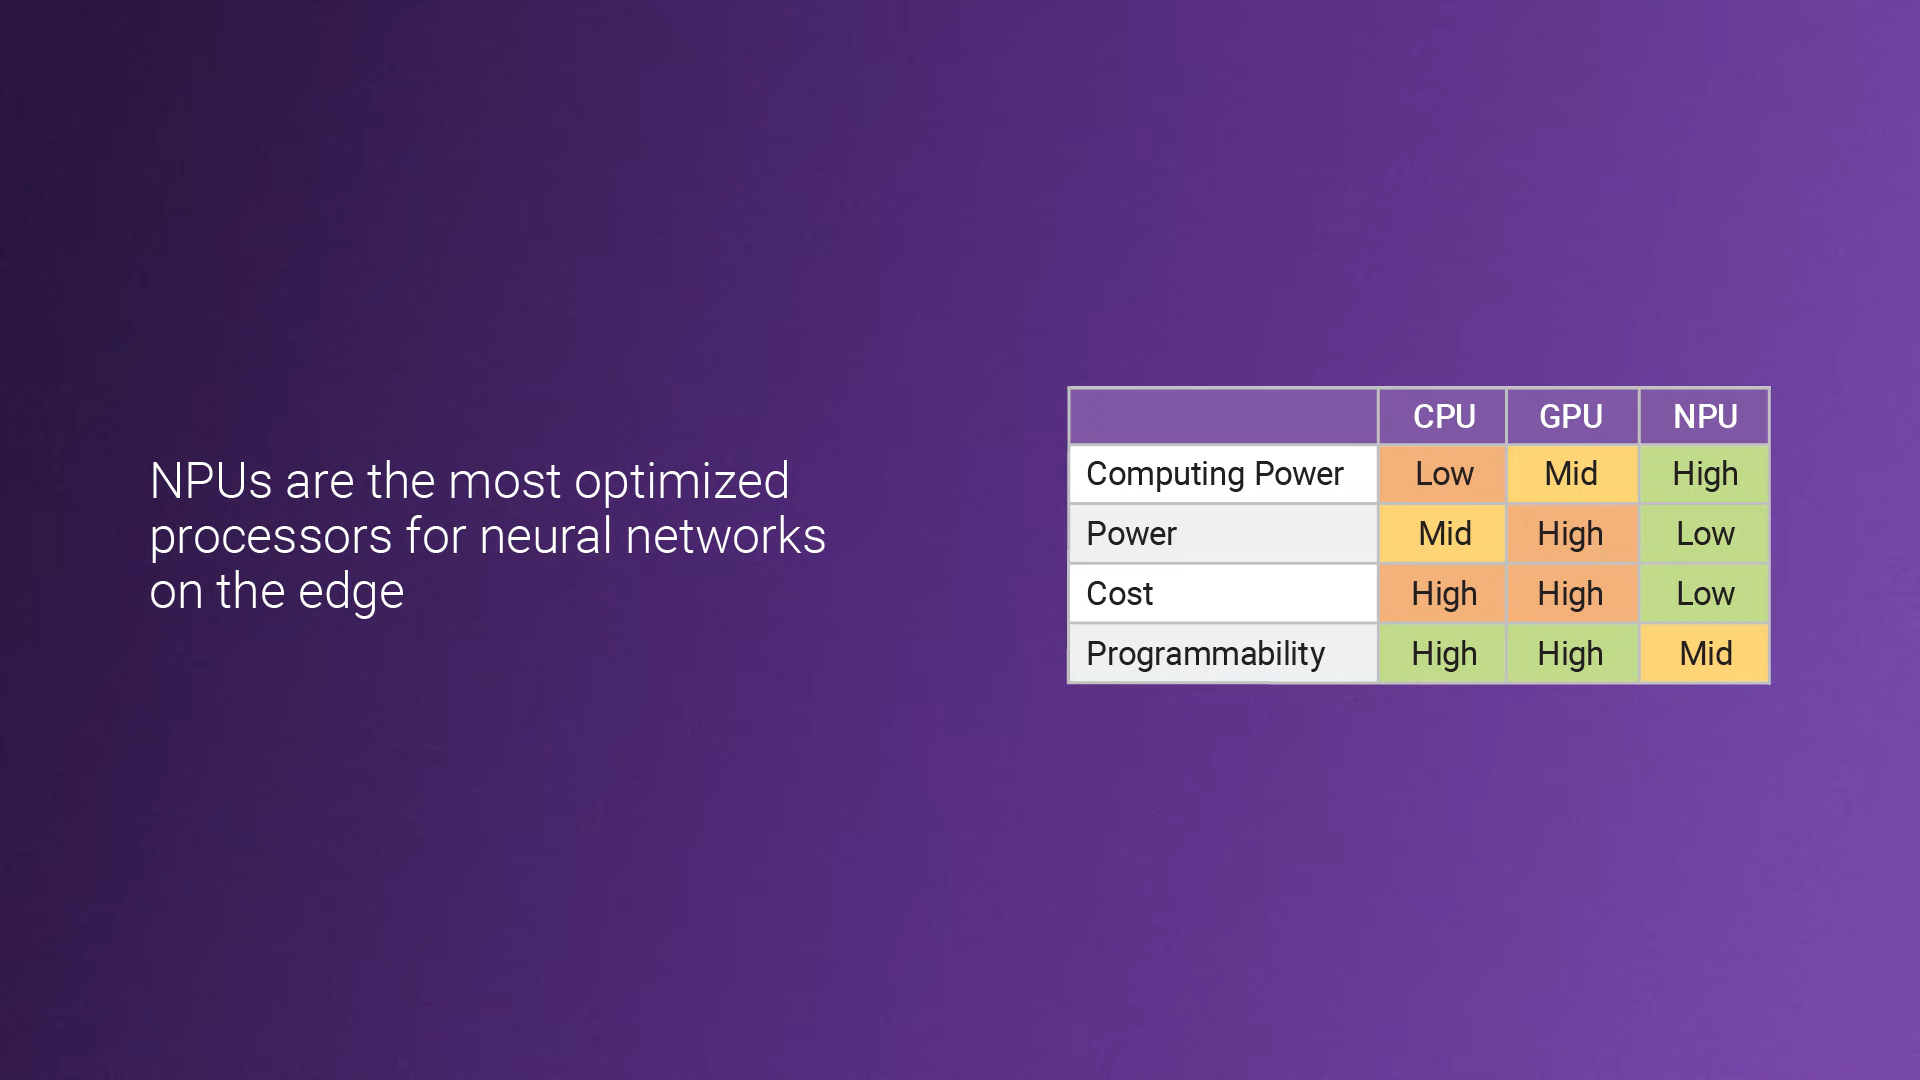 NPUs are the most optimized
processors for neural networks
on the edge
CPU GPU NPU
Computing Power Low Mid High
Power Mid High Low
Cost High High Low
Programmability High High Mid